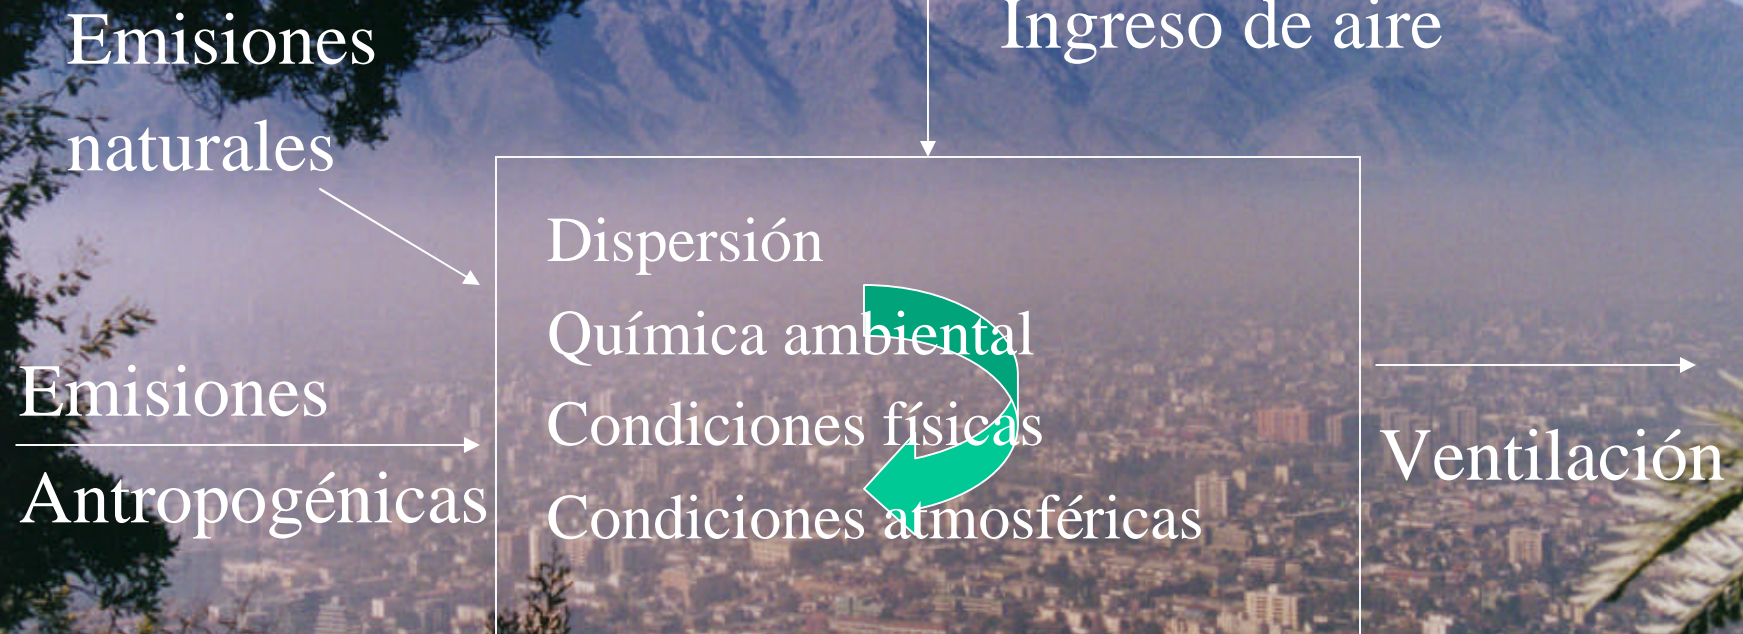 Emisiones
naturales
Ingreso de aire
Dispersión
Química ambiental
Condiciones físicas
Condiciones atmosféricas
Emisiones
Antropogénicas
Ventilación